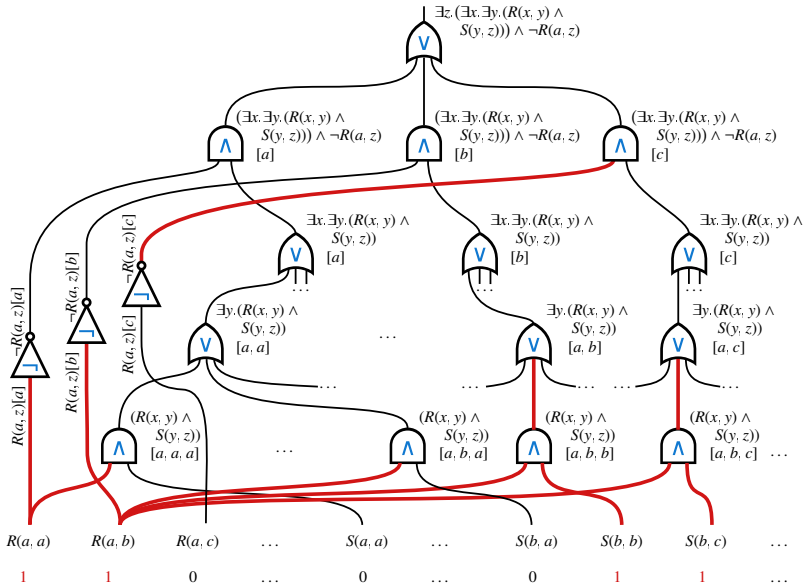 ∃z.(∃x.∃y.(R(x, y) ∧
S(y, z))) ∧ ¬R(a, z)
∨
(∃x.∃y.(R(x, y) ∧
S(y, z))) ∧ ¬R(a, z)
[a]
∧
(∃x.∃y.(R(x, y) ∧
S(y, z))) ∧ ¬R(a, z)
[b]
∧
(∃x.∃y.(R(x, y) ∧
S(y, z))) ∧ ¬R(a, z)
[c]
∧
¬R(a, z)[a]
¬R(a, z)[b]
¬R(a, z)[c]
∃x.∃y.(R(x, y) ∧
S(y, z))
[a]
∨
...
∃x.∃y.(R(x, y) ∧
S(y, z))
[b]
∨
...
∃x.∃y.(R(x, y) ∧
S(y, z))
[c]
∨
...
¬
¬
¬
R(a, z)[a]
R(a, z)[b]
R(a, z)[c]
∃y.(R(x, y) ∧
S(y, z))
[a, a]
∨
...
...
∃y.(R(x, y) ∧
S(y, z))
[a, b]
∨
...
...
∃y.(R(x, y) ∧
S(y, z))
[a, c]
∨
...
...
(R(x, y) ∧
S(y, z))
[a, a, a]
∧
...
(R(x, y) ∧
S(y, z))
[a, b, a]
∧
(R(x, y) ∧
S(y, z))
[a, b, b]
∧
(R(x, y) ∧
S(y, z))
[a, b, c]
∧
...
R(a, a) R(a, b) R(a, c) ... S(a, a) ... S(b, a) S(b, b) S(b, c) ...
1 1 0 ... 0 ... 0 1 1 ...